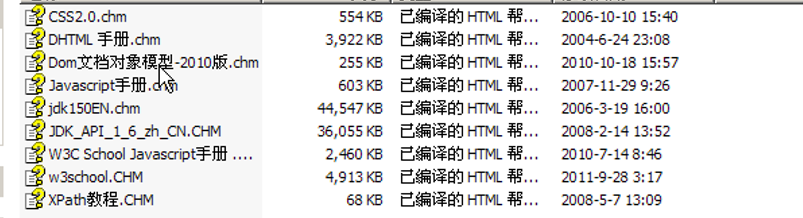 CSS2.0.chm 554 KB 已编译的 HTML 帮... 2006-10-10 15:40
DHTML 手册.chm 3,922 KB 已编译的 HTML 帮... 2004-6-24 23:08
Dom文档对象模型-2010版.chm 255 KB 已编译的 HTML 帮... 2010-10-18 15:57
Javascript手册.chm 603 KB 已编译的 HTML 帮... 2007-11-29 9:26
jdk150EN.chm 44,547 KB 已编译的 HTML 帮... 2006-3-19 16:00
JDK_API_1_6_zh_CN.CHM 36,055 KB 已编译的 HTML 帮... 2008-2-14 13:52
W3C School Javascript手册 .... 2,460 KB 已编译的 HTML 帮... 2010-7-14 8:46
w3school.CHM 4,913 KB 已编译的 HTML 帮... 2011-9-28 3:17
XPath教程.CHM 68 KB 已编译的 HTML 帮... 2008-5-7 13:09